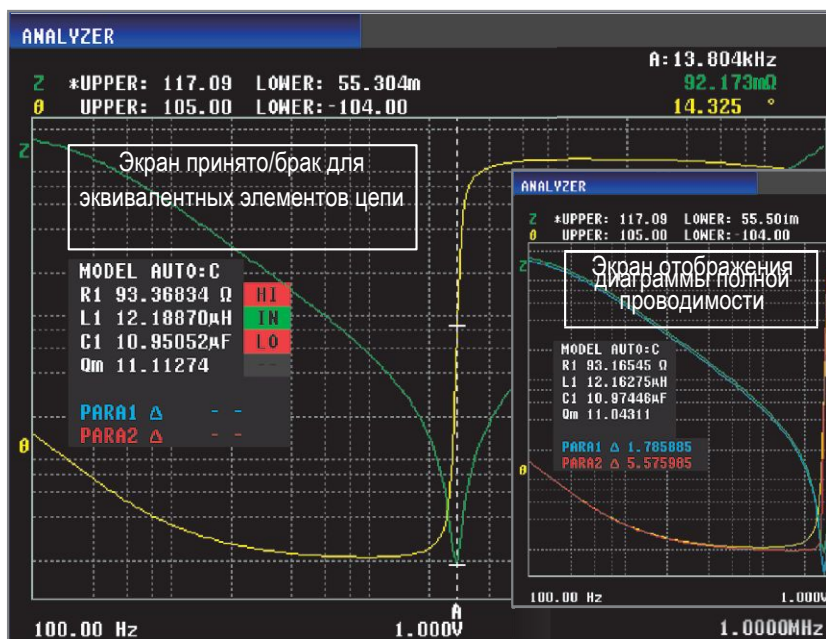 ANALYZER
A:13.804kHz
Z *UPPER: 117.09 LOWER: 55.304m 92.173mΩ
θ UPPER: 105.00 LOWER:-104.00 14.325 °
Z
Экран принято/брак для
эквивалентных элементов цепи
MODEL AUTO:C
R1 93.36834 Ω HI
L1 12.18870μH IN
C1 10.95052μF LO
Qm 11.11274 --
PARA1 Δ - -
PARA2 Δ - -
θ
A
100.00 Hz 1.000V 1.0000MHz
ANALYZER
Z *UPPER: 117.09 LOWER: 55.501m
θ UPPER: 105.00 LOWER:-104.00
Z
Экран отображения
диаграммы полной
проводимости
MODEL AUTO:C
R1 93.16545 Ω
L1 12.16275μH
C1 10.97446μF
Qm 11.04311
PARA1 Δ 1.785885
PARA2 Δ 5.575985
θ
100.00 Hz 1.000V